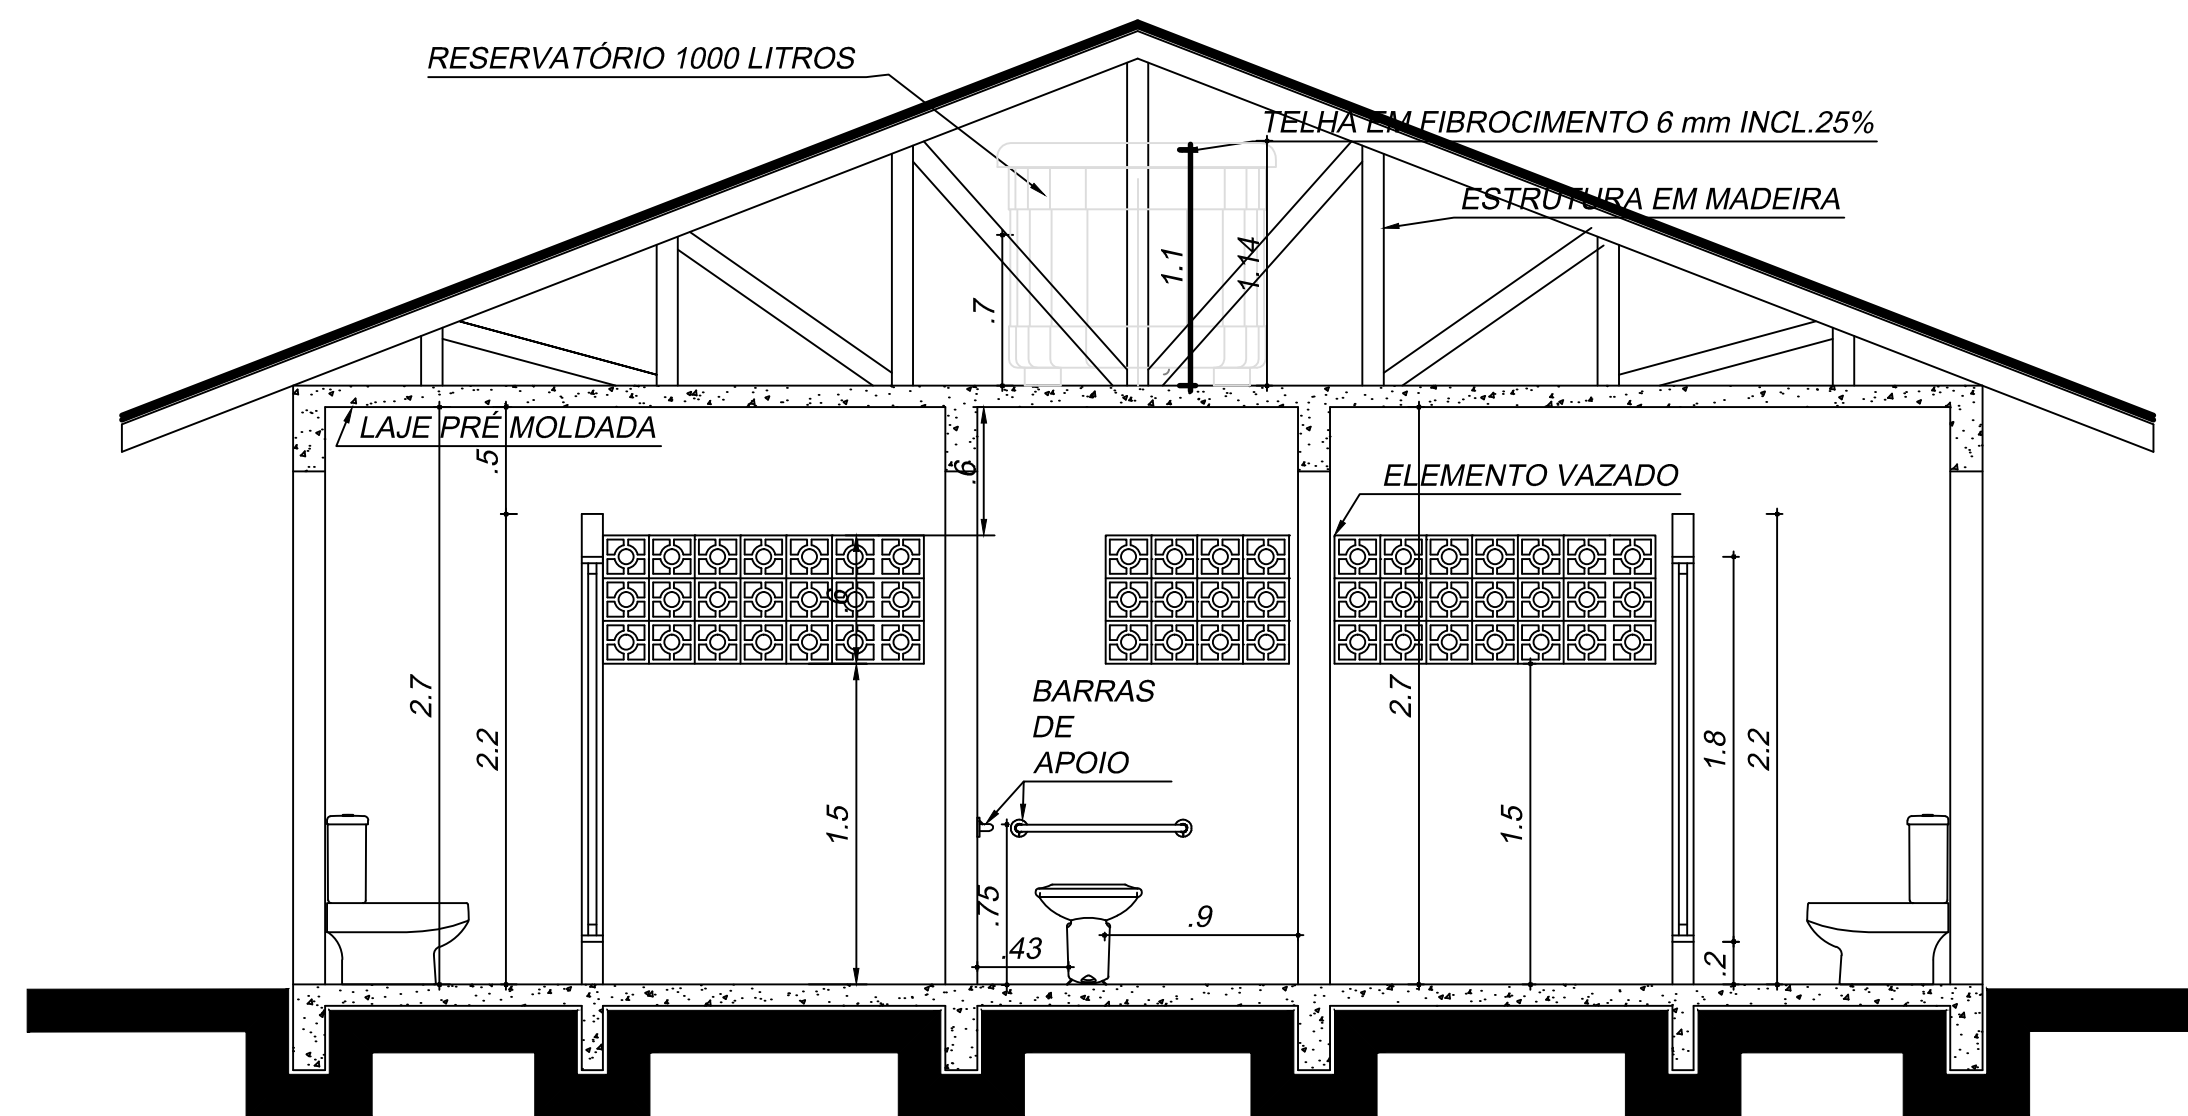 RESERVATÓRIO 1000 LITROS
TELHA EM FIBROCIMENTO 6 mm INCL.25%
ESTRUTURA EM MADEIRA
1.1
1.14
.7
LAJE PRÉ MOLDADA
.5
.6
ELEMENTO VAZADO
.6
2.7
2.2
BARRAS
DE
APOIO
2.7
1.8
2.2
1.5
1.5
.75
.9
.43
.2